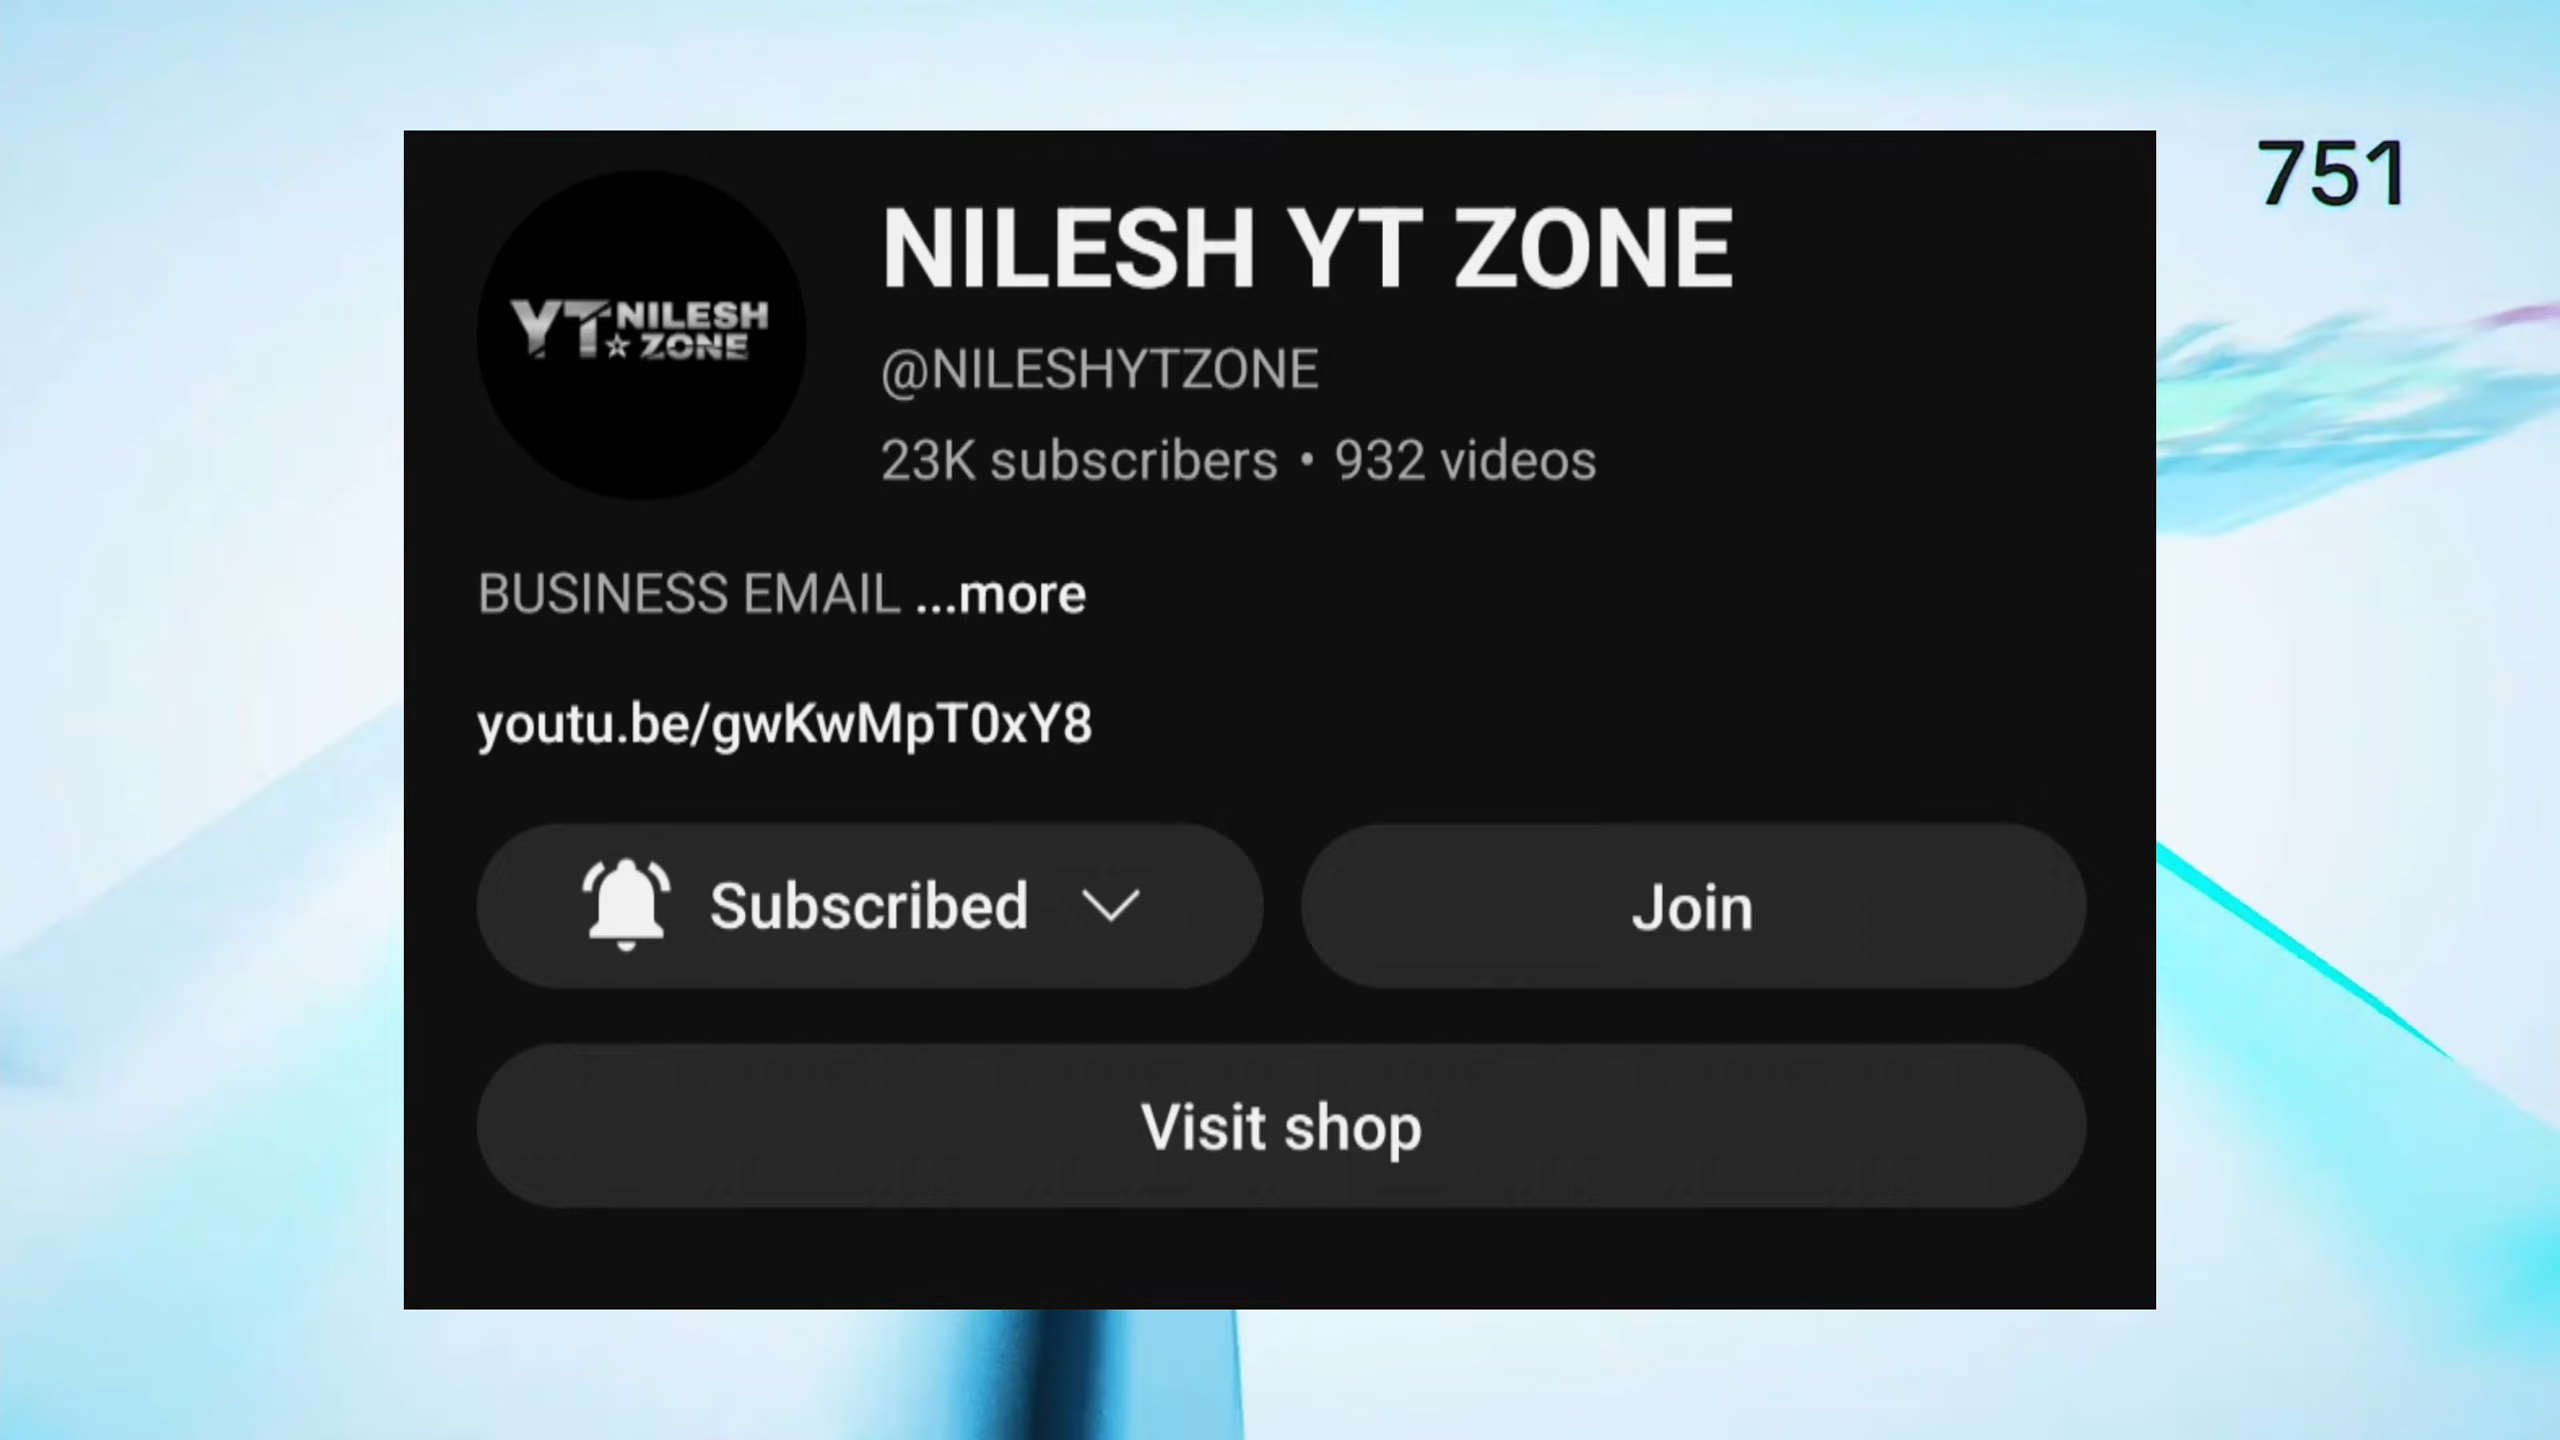 751
YT NILESH
☆ ZONE
NILESH YT ZONE
@NILESHYTZONE
23K subscribers • 932 videos
BUSINESS EMAIL ...more
youtu.be/gwKwMpT0xY8
Subscribed
Join
Visit shop